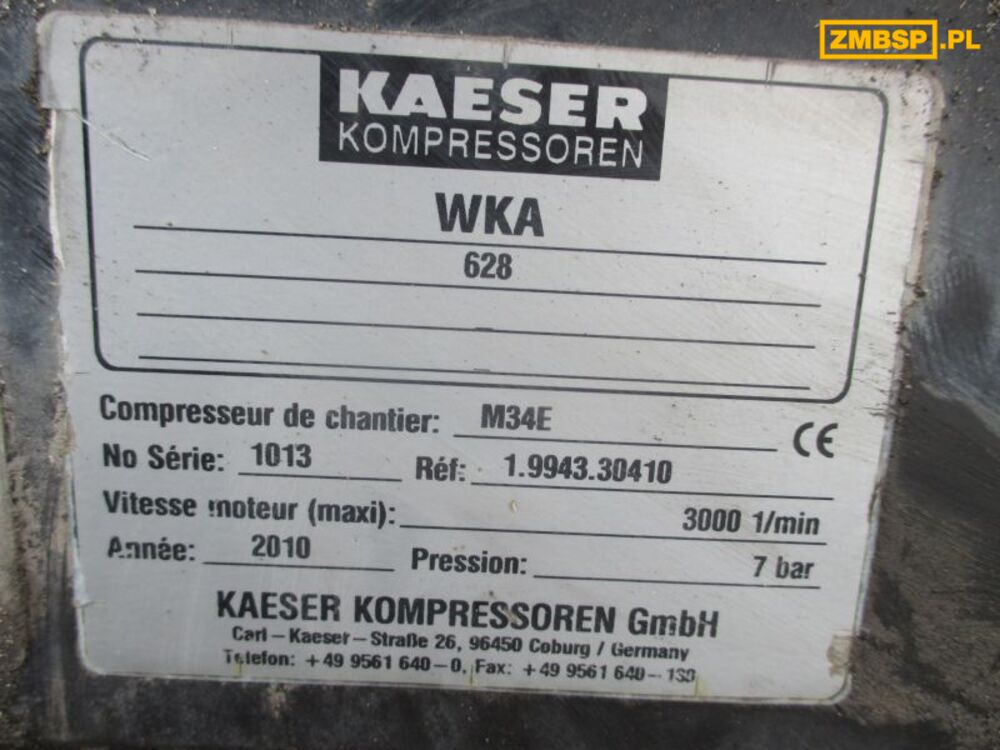 ZMBSP.PL
KAESER
KOMPRESSOREN
WKA
628
Compresseur de chantier: M34E
CE
No Série: 1013 Réf: 1.9943.30410
Vitesse moteur (maxi): 3000 1/min
Année: 2010 Pression: 7 bar
KAESER KOMPRESSOREN GmbH
Carl – Kaeser – Straße 26, 96450 Coburg / Germany
Telefon: +49 9561 640–0, Fax: +49 9561 640–130